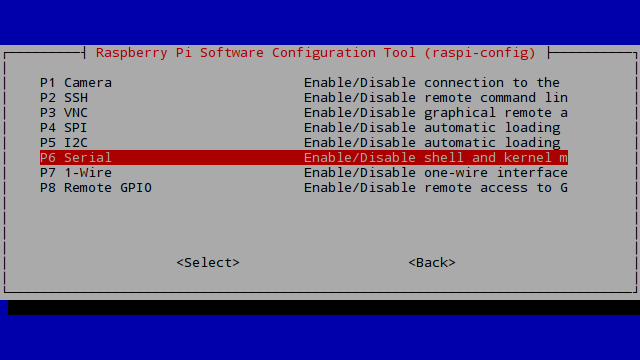 Raspberry Pi Software Configuration Tool (raspi-config)
P1 Camera Enable/Disable connection to the
P2 SSH Enable/Disable remote command lin
P3 VNC Enable/Disable graphical remote a
P4 SPI Enable/Disable automatic loading
P5 I2C Enable/Disable automatic loading
P6 Serial Enable/Disable shell and kernel m
P7 1-Wire Enable/Disable one-wire interface
P8 Remote GPIO Enable/Disable remote access to G
<Select> <Back>